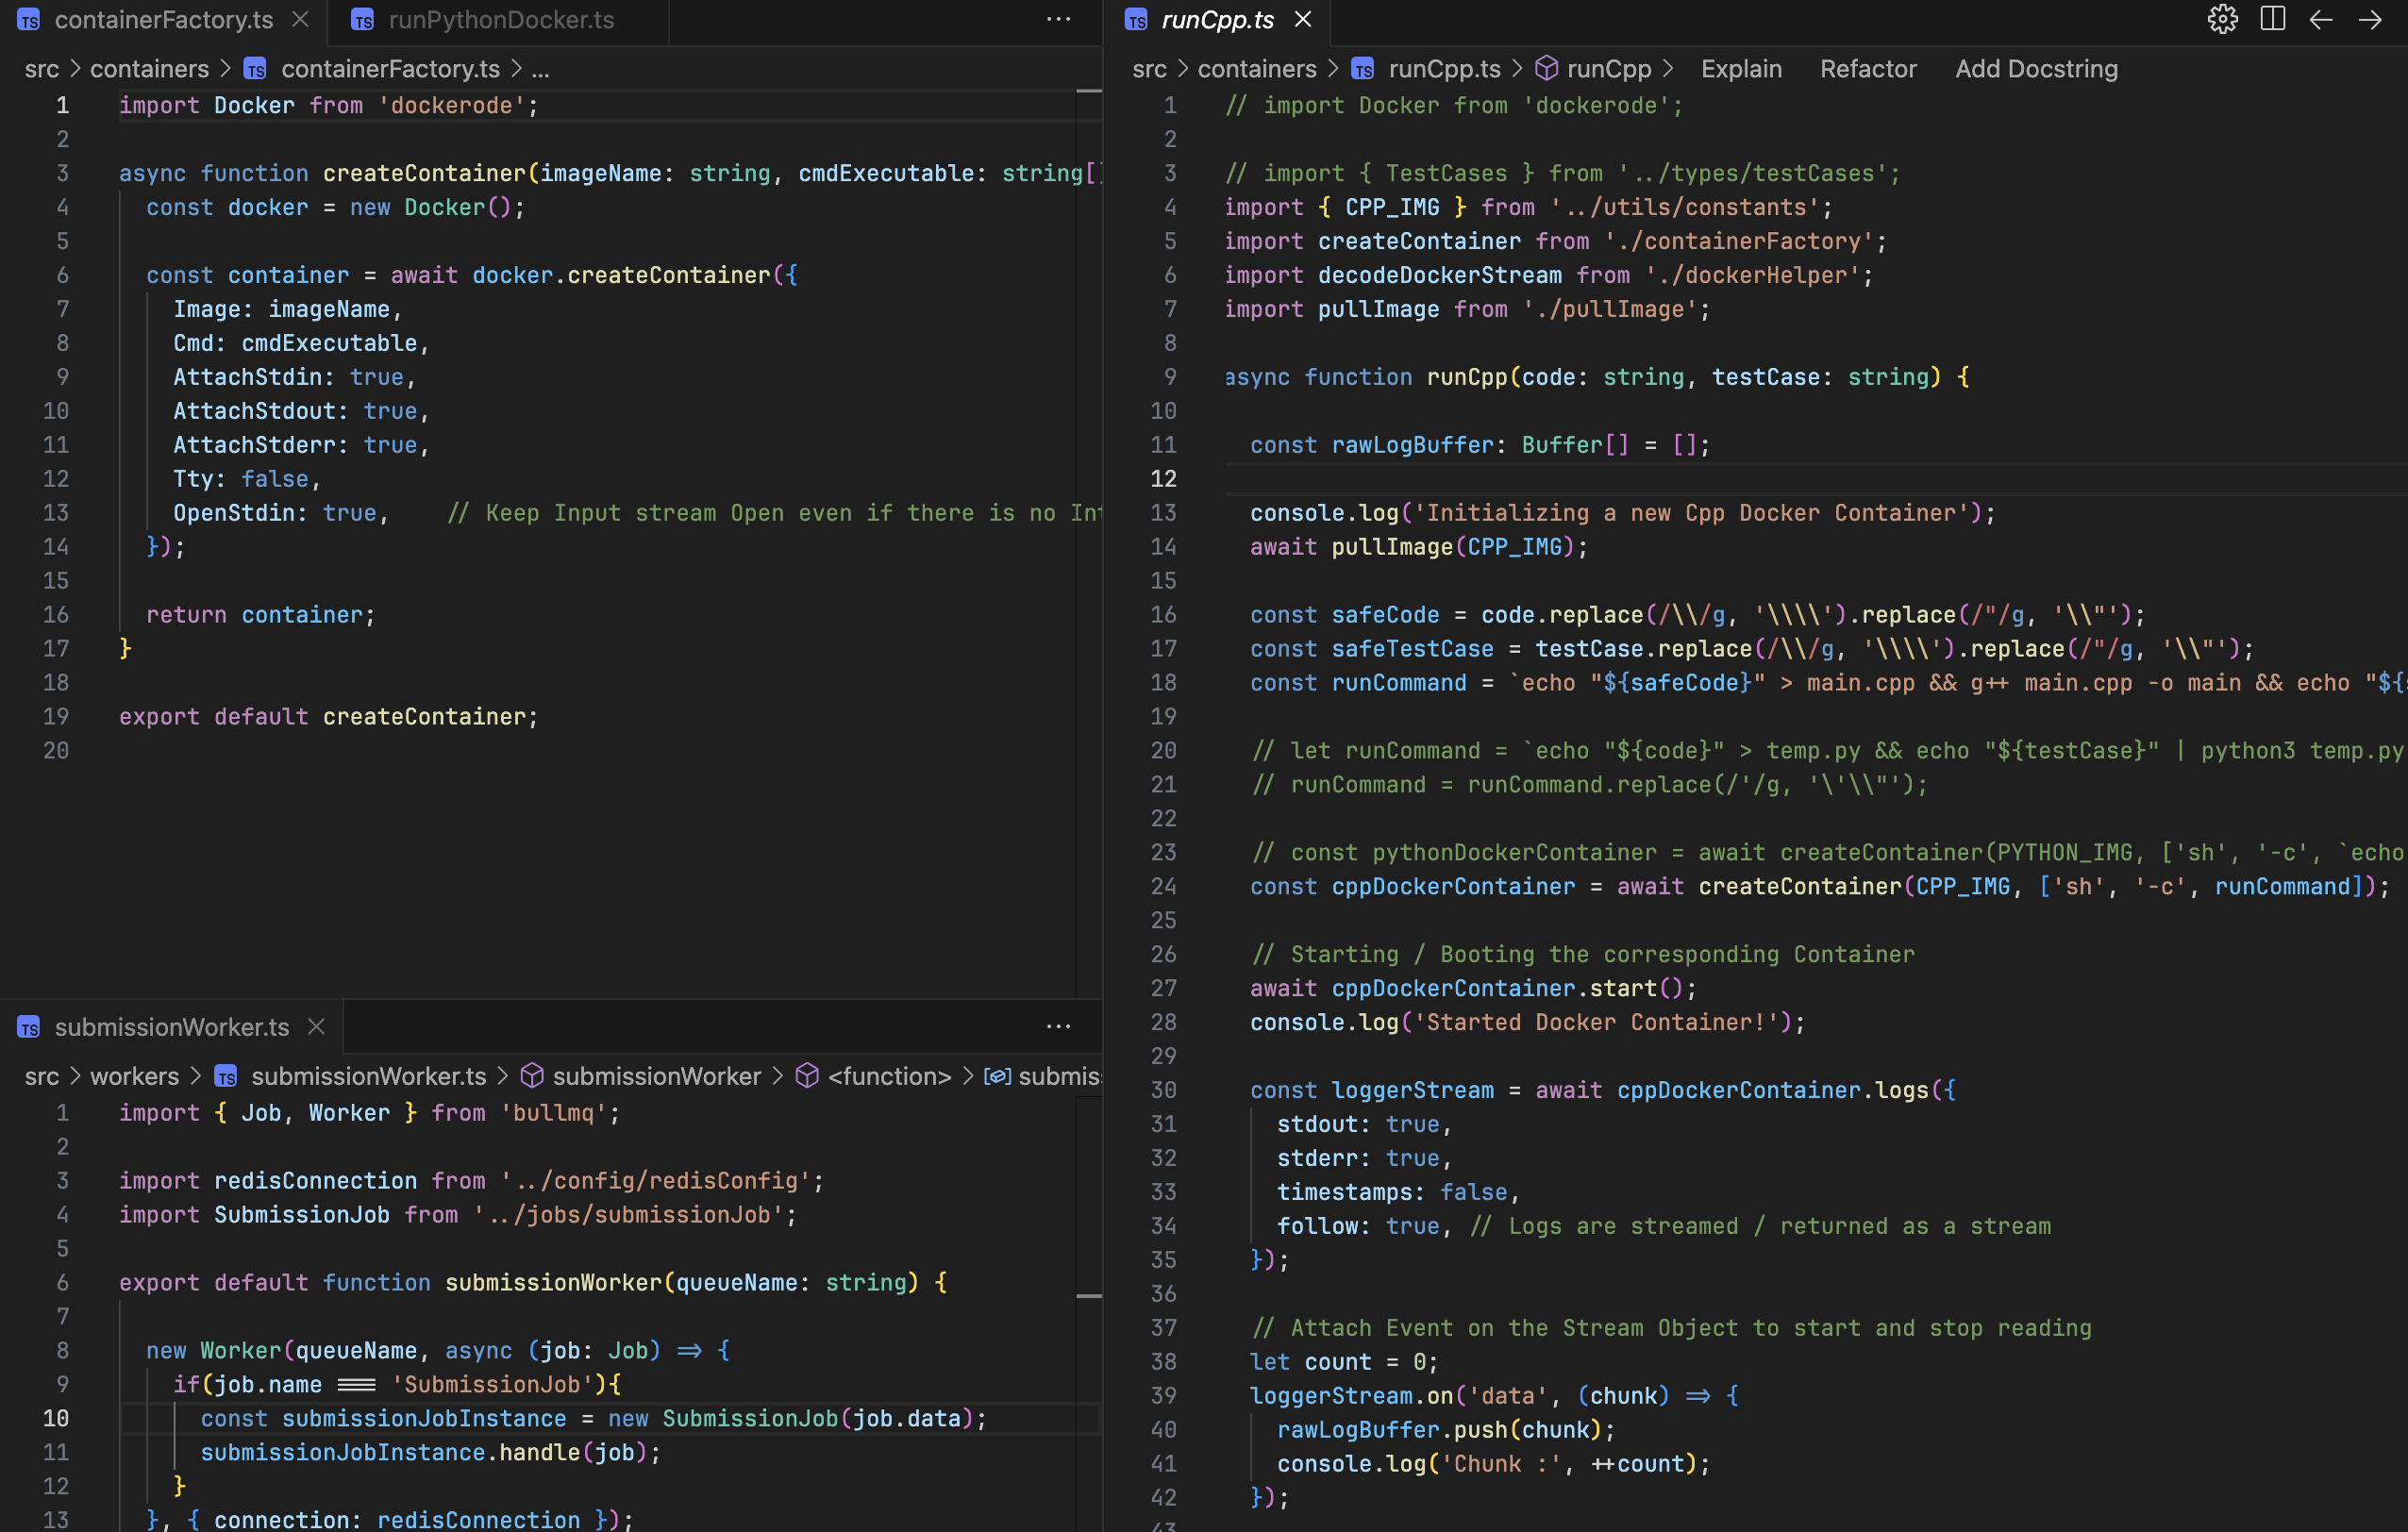 containerFactory.ts
runPythonDocker.ts
src > containers > containerFactory.ts > ...
1 import Docker from 'dockerode';
2
3 async function createContainer(imageName: string, cmdExecutable: string[]
4 const docker = new Docker();
5
6 const container = await docker.createContainer({
7 Image: imageName,
8 Cmd: cmdExecutable,
9 AttachStdin: true,
10 AttachStdout: true,
11 AttachStderr: true,
12 Tty: false,
13 OpenStdin: true, // Keep Input stream Open even if there is no Int
14 });
15
16 return container;
17 }
18
19 export default createContainer;
20
submissionWorker.ts
src > workers > submissionWorker.ts > submissionWorker > <function> > submis
1 import { Job, Worker } from 'bullmq';
2
3 import redisConnection from '../config/redisConfig';
4 import SubmissionJob from '../jobs/submissionJob';
5
6 export default function submissionWorker(queueName: string) {
7
8 new Worker(queueName, async (job: Job) => {
9 if(job.name === 'SubmissionJob'){
10 const submissionJobInstance = new SubmissionJob(job.data);
11 submissionJobInstance.handle(job);
12 }
13 }, { connection: redisConnection });
runCpp.ts
src > containers > runCpp.ts > runCpp > Explain Refactor Add Docstring
1 // import Docker from 'dockerode';
2
3 // import { TestCases } from '../types/testCases';
4 import { CPP_IMG } from '../utils/constants';
5 import createContainer from './containerFactory';
6 import decodeDockerStream from './dockerHelper';
7 import pullImage from './pullImage';
8
9 async function runCpp(code: string, testCase: string) {
10
11 const rawLogBuffer: Buffer[] = [];
12
13 console.log('Initializing a new Cpp Docker Container');
14 await pullImage(CPP_IMG);
15
16 const safeCode = code.replace(/\\/g, '\\\\').replace(/"/g, '\\"');
17 const safeTestCase = testCase.replace(/\\/g, '\\\\').replace(/"/g, '\\"');
18 const runCommand = `echo "${safeCode}" > main.cpp && g++ main.cpp -o main && echo "${
19
20 // let runCommand = `echo "${code}" > temp.py && echo "${testCase}" | python3 temp.py
21 // runCommand = runCommand.replace(/'/g, '\'\\"');
22
23 // const pythonDockerContainer = await createContainer(PYTHON_IMG, ['sh', '-c', `echo
24 const cppDockerContainer = await createContainer(CPP_IMG, ['sh', '-c', runCommand]);
25
26 // Starting / Booting the corresponding Container
27 await cppDockerContainer.start();
28 console.log('Started Docker Container!');
29
30 const loggerStream = await cppDockerContainer.logs({
31 stdout: true,
32 stderr: true,
33 timestamps: false,
34 follow: true, // Logs are streamed / returned as a stream
35 });
36
37 // Attach Event on the Stream Object to start and stop reading
38 let count = 0;
39 loggerStream.on('data', (chunk) => {
40 rawLogBuffer.push(chunk);
41 console.log('Chunk :', ++count);
42 });
43